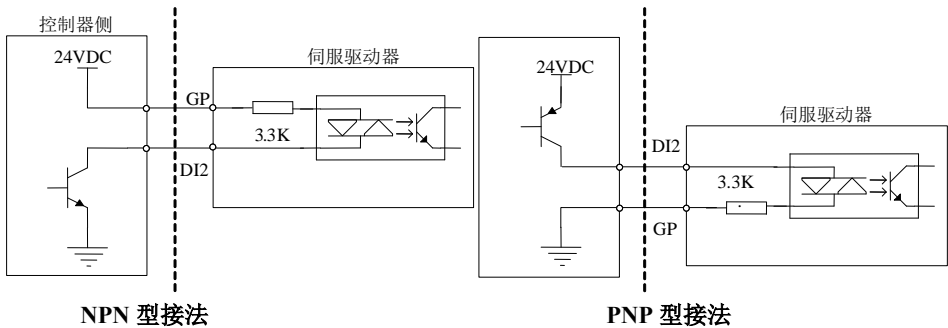 控制器侧
24VDC
伺服驱动器
GP
3.3K
DI2
NPN 型接法
24VDC
伺服驱动器
DI2
3.3K
GP
PNP 型接法